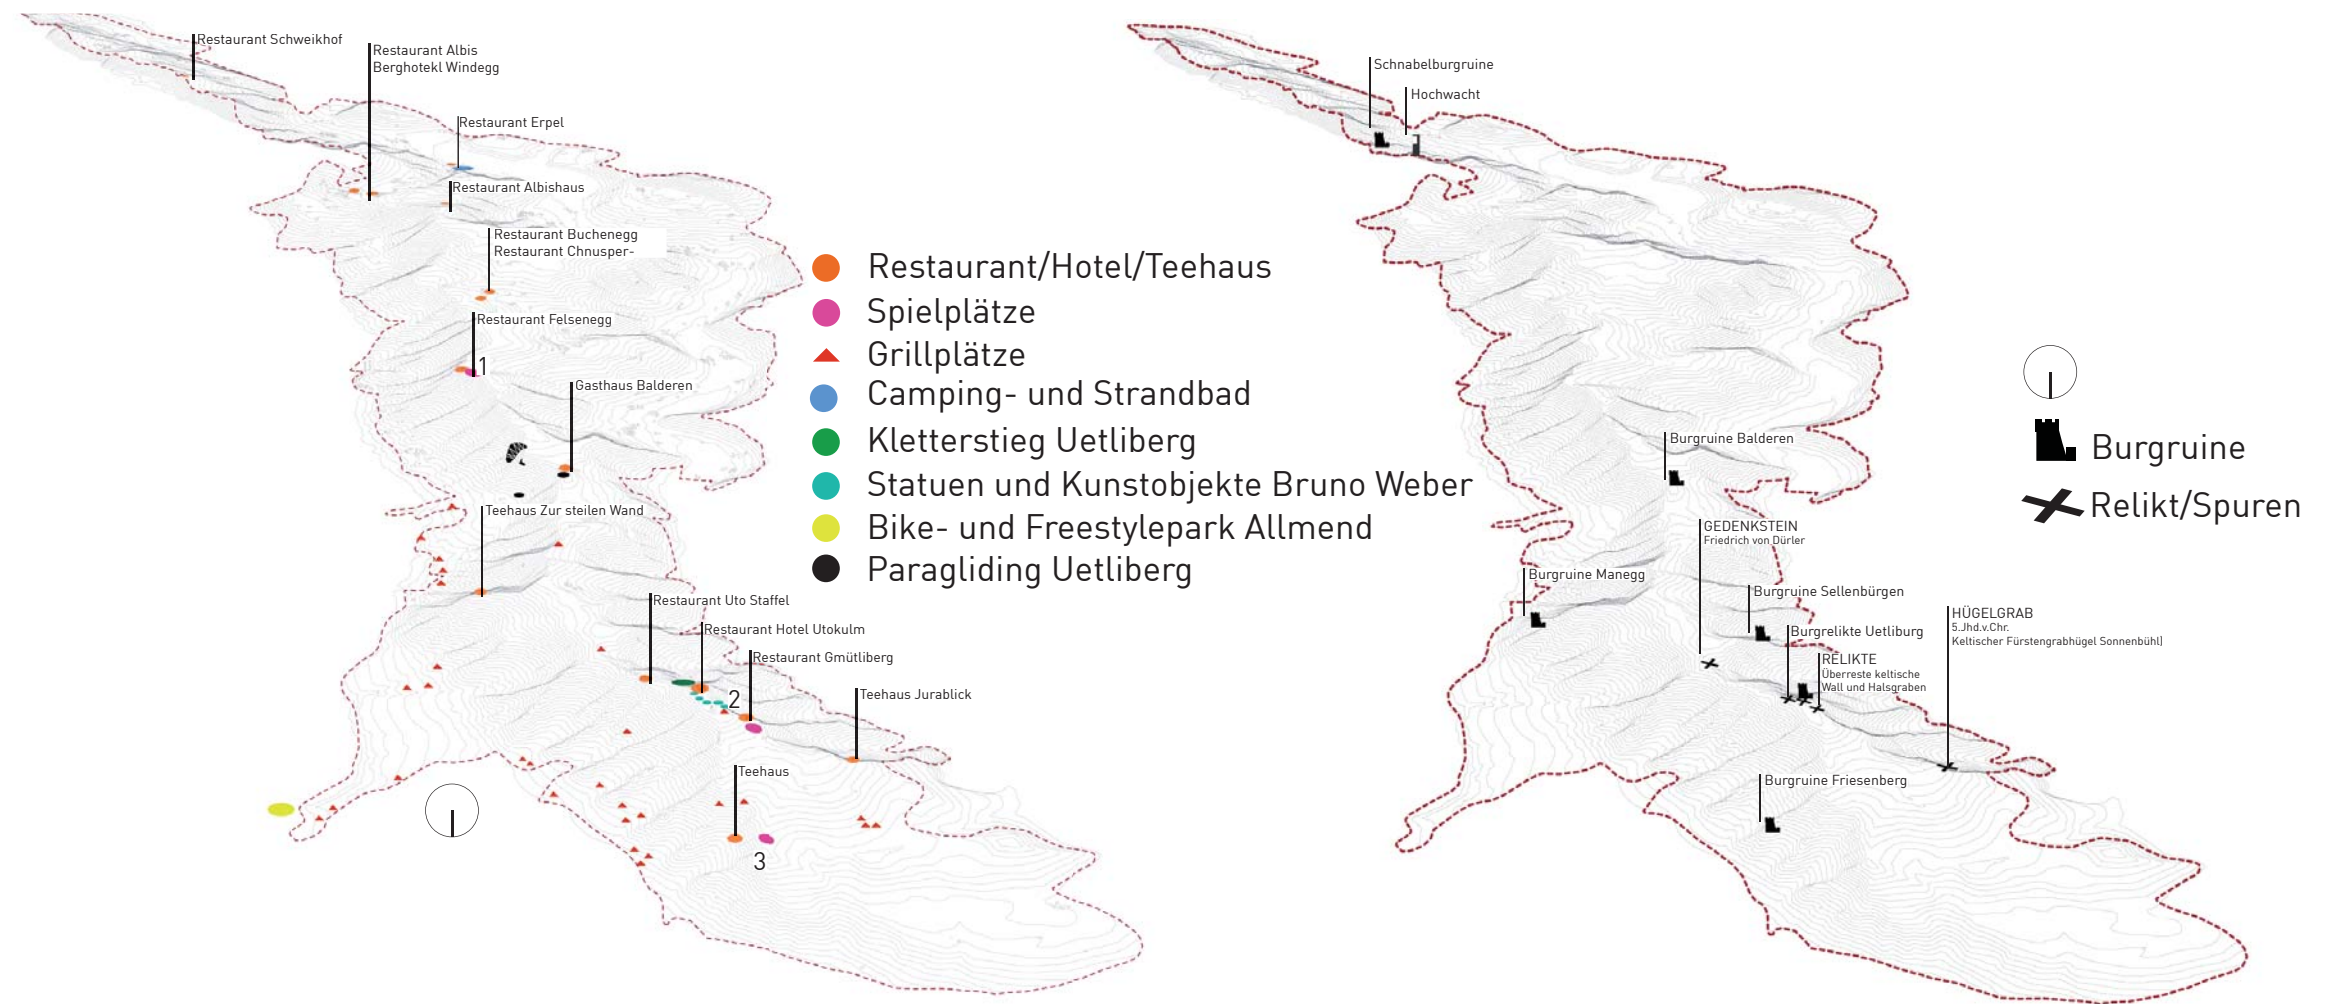 Restaurant Schweikhof
Restaurant Albis
Berghotekl Windegg
Restaurant Erpel
Restaurant Albishaus
Restaurant Buchenegg
Restaurant Chnusper-
Restaurant Felsenegg
1
Gasthaus Balderen
Teehaus Zur steilen Wand
Restaurant Uto Staffel
Restaurant Hotel Utokulm
Restaurant Gmütliberg
2
Teehaus Jurablick
Teehaus
3
Restaurant/Hotel/Teehaus
Spielplätze
Grillplätze
Camping- und Strandbad
Kletterstieg Uetliberg
Statuen und Kunstobjekte Bruno Weber
Bike- und Freestylepark Allmend
Paragliding Uetliberg
Schnabelburgruine
Hochwacht
Burgruine Balderen
GEDENKSTEIN
Friedrich von Dürler
Burgruine Manegg
Burgruine Sellenbürgen
Burgrelikte Uetliburg
RELIKTE
Überreste keltische
Wall und Halsgraben
HÜGELGRAB
5.Jhd.v.Chr.
Keltischer Fürstengrabhügel Sonnenbühl)
Burgruine Friesenberg
Burgruine
Relikt/Spuren